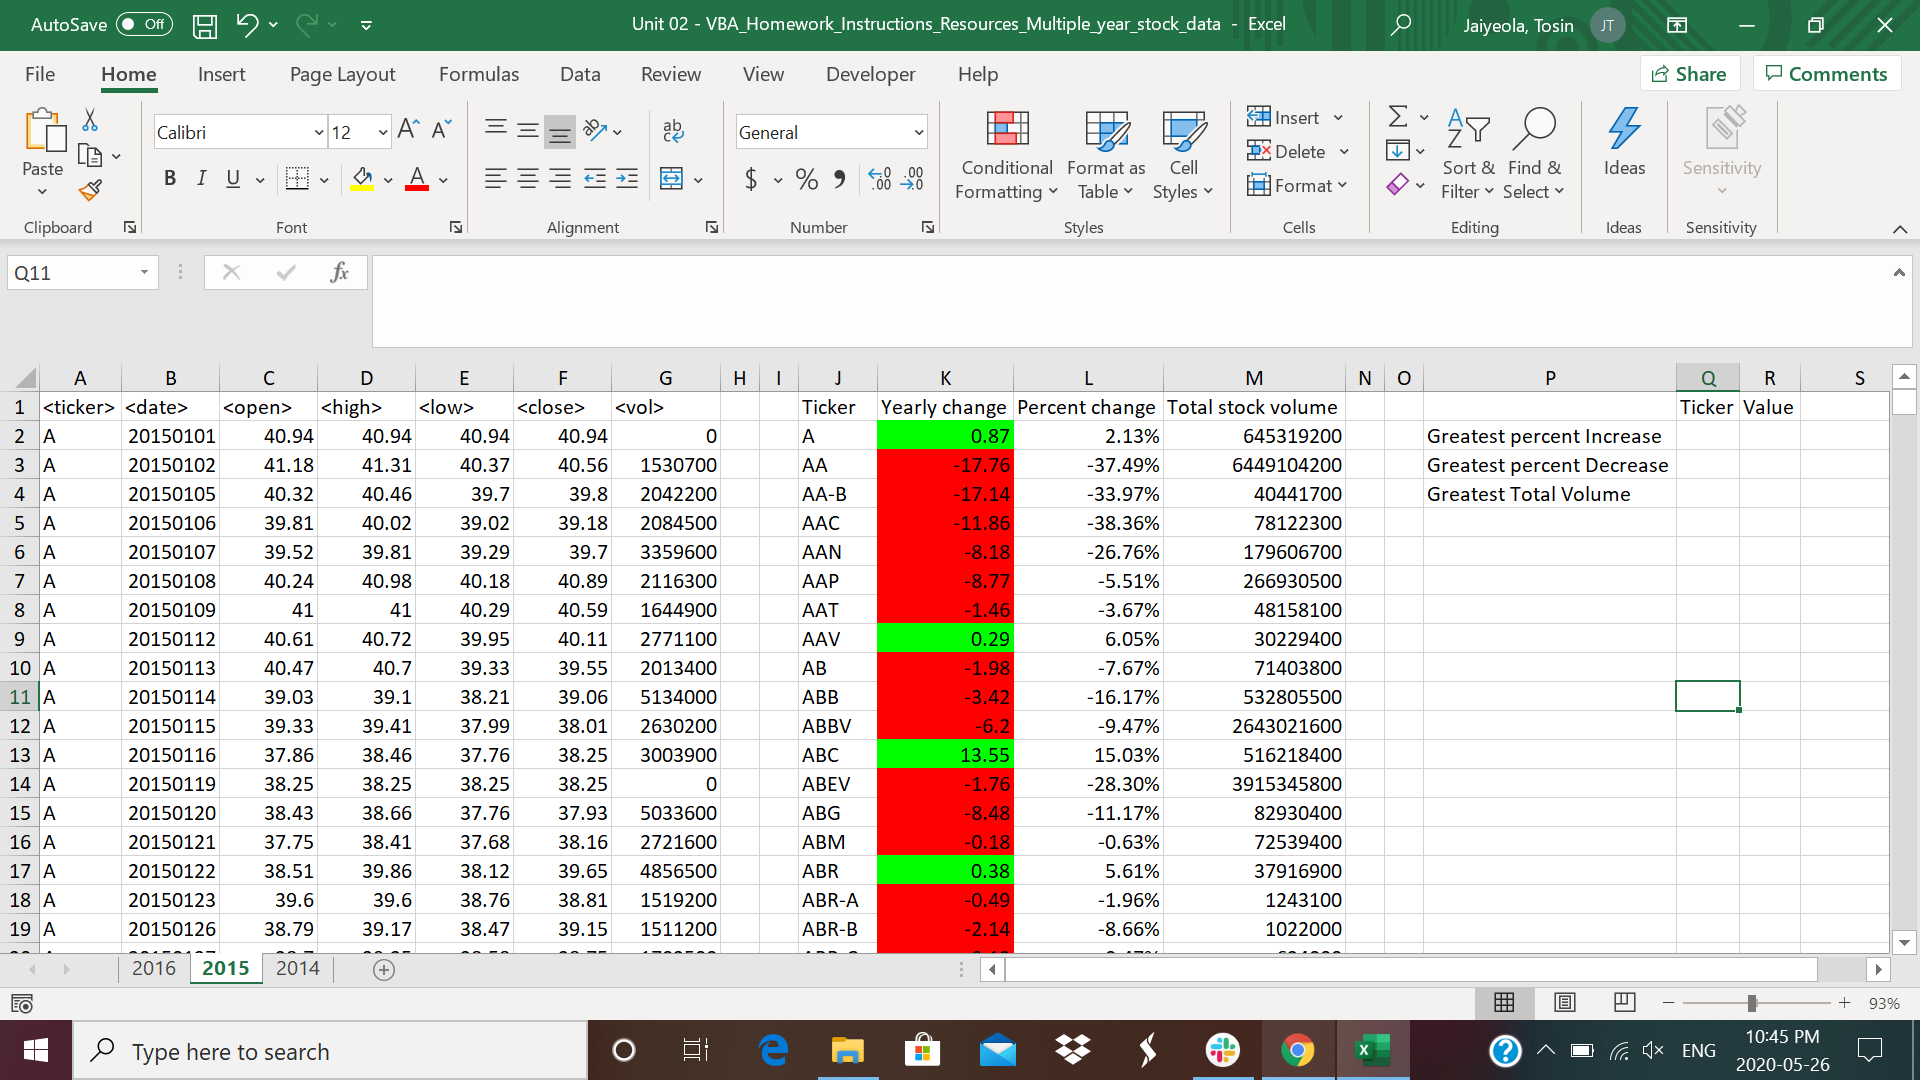 AutoSave Off Unit 02 - VBA_Homework_Instructions_Resources_Multiple_year_stock_data - Excel Jaiyeola, Tosin JT
File Home Insert Page Layout Formulas Data Review View Developer Help Share Comments
Paste
Clipboard
Calibri 12
B I U A
Font
ab
Alignment
General
$ % , .00 .00
Number
Conditional Formatting
Format as Table
Cell Styles
Styles
Insert
Delete
Format
Cells
Sort & Filter
Find & Select
Editing
Ideas
Ideas
Sensitivity
Sensitivity
Q11 fx
A B C D E F G H I J K L M N O P Q R S
1 <ticker> <date> <open> <high> <low> <close> <vol> Ticker Yearly change Percent change Total stock volume Ticker Value
2 A 20150101 40.94 40.94 40.94 40.94 0 A 0.87 2.13% 645319200 Greatest percent Increase
3 A 20150102 41.18 41.31 40.37 40.56 1530700 AA -17.76 -37.49% 6449104200 Greatest percent Decrease
4 A 20150105 40.32 40.46 39.7 39.8 2042200 AA-B -17.14 -33.97% 40441700 Greatest Total Volume
5 A 20150106 39.81 40.02 39.02 39.18 2084500 AAC -11.86 -38.36% 78122300
6 A 20150107 39.52 39.81 39.29 39.7 3359600 AAN -8.18 -26.76% 179606700
7 A 20150108 40.24 40.98 40.18 40.89 2116300 AAP -8.77 -5.51% 266930500
8 A 20150109 41 41 40.29 40.59 1644900 AAT -1.46 -3.67% 48158100
9 A 20150112 40.61 40.72 39.95 40.11 2771100 AAV 0.29 6.05% 30229400
10 A 20150113 40.47 40.7 39.33 39.55 2013400 AB -1.98 -7.67% 71403800
11 A 20150114 39.03 39.1 38.21 39.06 5134000 ABB -3.42 -16.17% 532805500
12 A 20150115 39.33 39.41 37.99 38.01 2630200 ABBV -6.2 -9.47% 2643021600
13 A 20150116 37.86 38.46 37.76 38.25 3003900 ABC 13.55 15.03% 516218400
14 A 20150119 38.25 38.25 38.25 38.25 0 ABEV -1.76 -28.30% 3915345800
15 A 20150120 38.43 38.66 37.76 37.93 5033600 ABG -8.48 -11.17% 82930400
16 A 20150121 37.75 38.41 37.68 38.16 2721600 ABM -0.18 -0.63% 72539400
17 A 20150122 38.51 39.86 38.12 39.65 4856500 ABR 0.38 5.61% 37916900
18 A 20150123 39.6 39.6 38.76 38.81 1519200 ABR-A -0.49 -1.96% 1243100
19 A 20150126 38.79 39.17 38.47 39.15 1511200 ABR-B -2.14 -8.66% 1022000
2016 2015 2014
93%
Type here to search
ENG
10:45 PM
2020-05-26